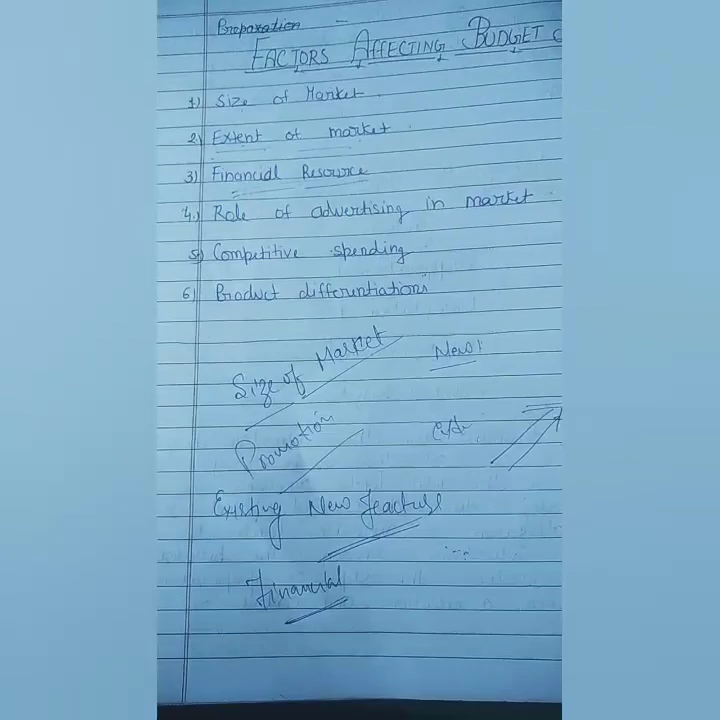 Preparation –
FACTORS AFFECTING BUDGET
1) Size of Market
2) Extent of market
3) Financial Resource
4) Role of advertising in market
5) Competitive spending
6) Product differentiations
Size of Market
New!
Promotion
Existing New feacture
Financial